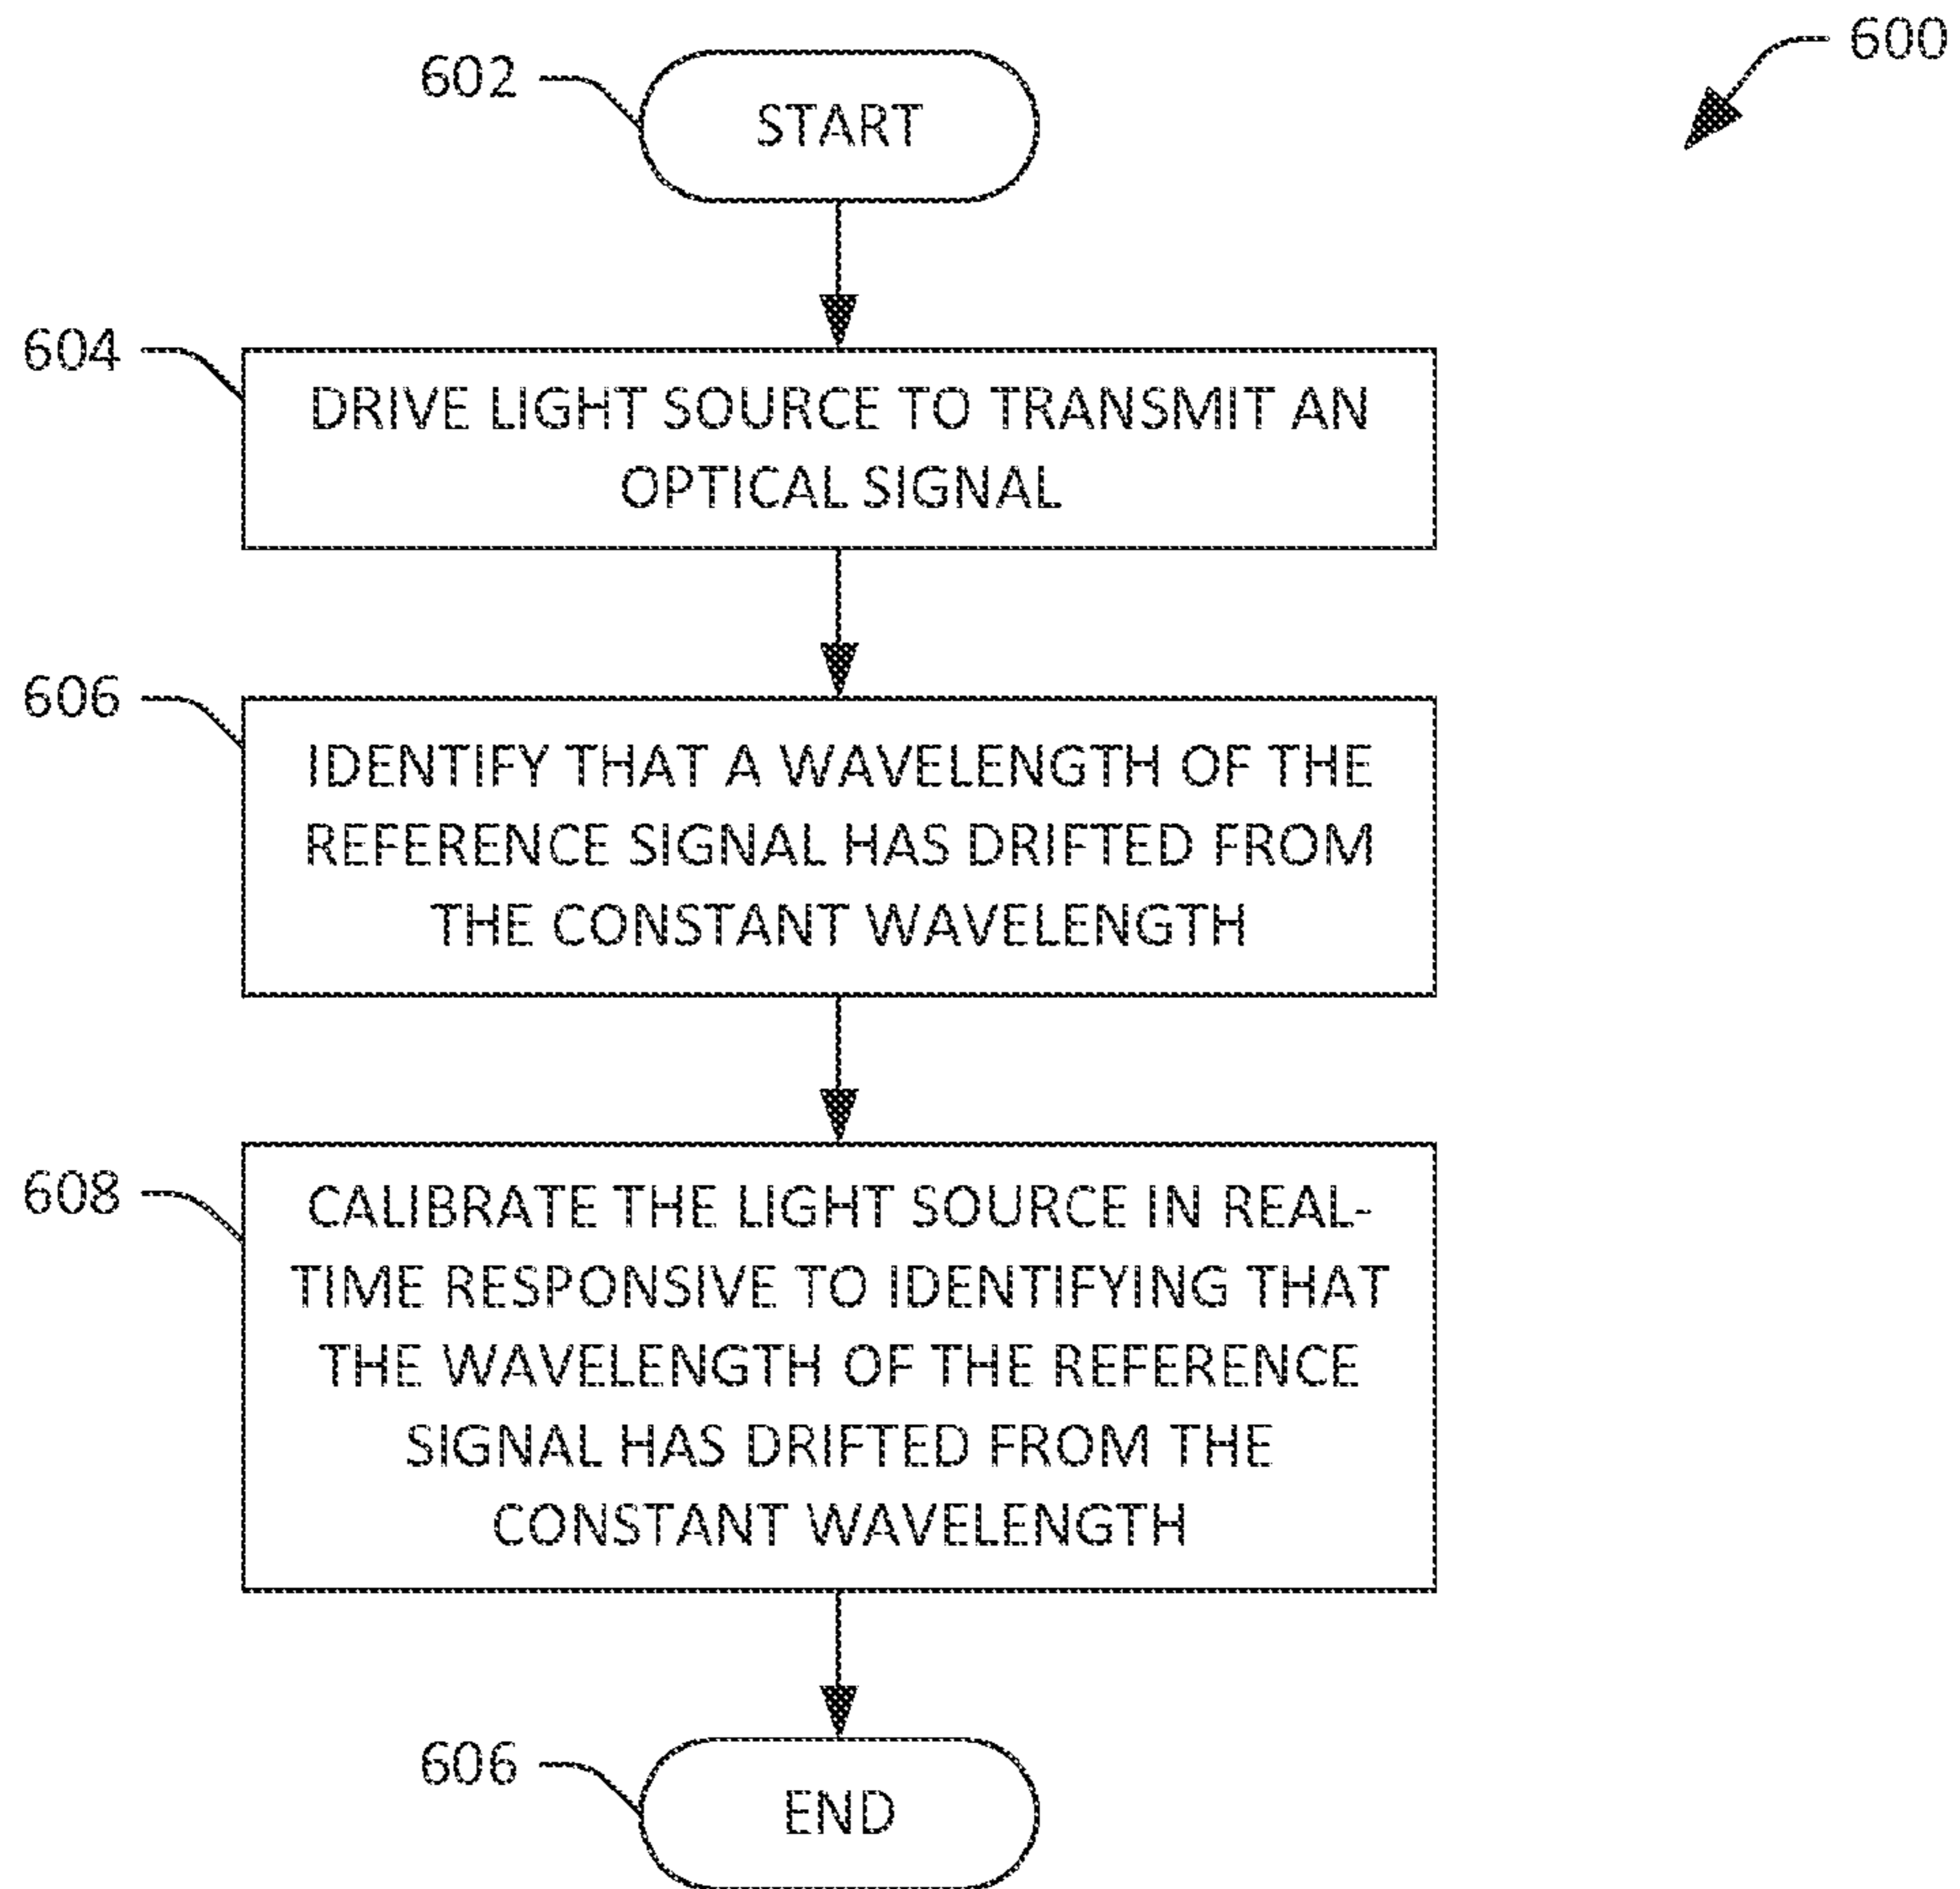 600
602
START
604
DRIVE LIGHT SOURCE TO TRANSMIT AN
OPTICAL SIGNAL
606
IDENTIFY THAT A WAVELENGTH OF THE
REFERENCE SIGNAL HAS DRIFTED FROM
THE CONSTANT WAVELENGTH
608
CALIBRATE THE LIGHT SOURCE IN REAL-
TIME RESPONSIVE TO IDENTIFYING THAT
THE WAVELENGTH OF THE REFERENCE
SIGNAL HAS DRIFTED FROM THE
CONSTANT WAVELENGTH
606
END